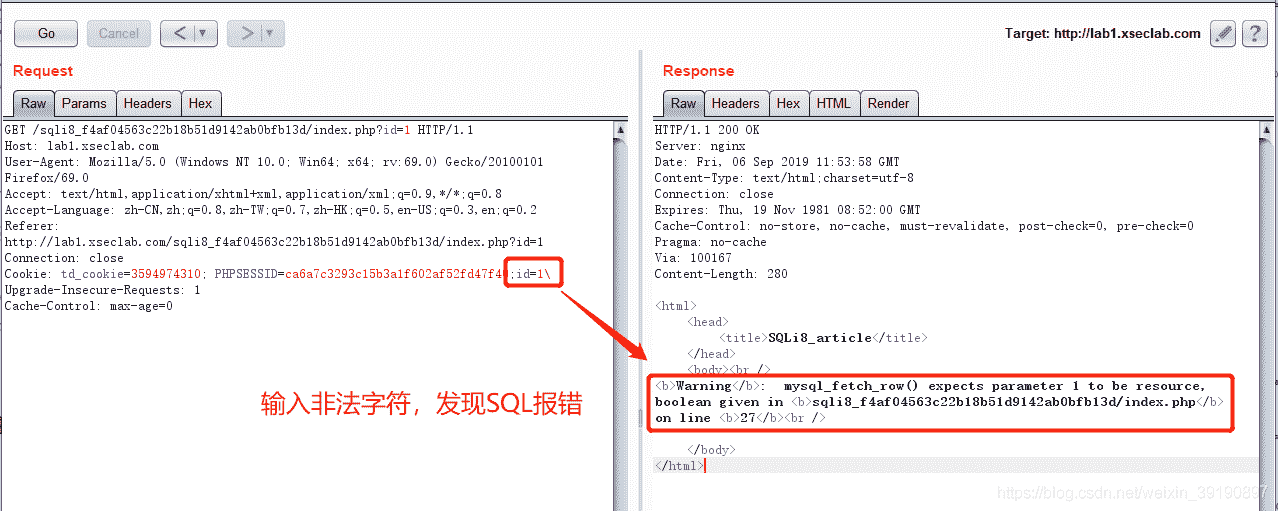 Go
Cancel
<
>
Target: http://lab1.xseclab.com
?
Request
Response
Raw Params Headers Hex
Raw Headers Hex HTML Render
GET /sqli8_f4af04563c22b18b51d9142ab0bfb13d/index.php?id=1 HTTP/1.1
Host: lab1.xseclab.com
User-Agent: Mozilla/5.0 (Windows NT 10.0; Win64; x64; rv:69.0) Gecko/20100101
Firefox/69.0
Accept: text/html,application/xhtml+xml,application/xml;q=0.9,*/*;q=0.8
Accept-Language: zh-CN,zh;q=0.8,zh-TW;q=0.7,zh-HK;q=0.5,en-US;q=0.3,en;q=0.2
Referer:
http://lab1.xseclab.com/sqli8_f4af04563c22b18b51d9142ab0bfb13d/index.php?id=1
Connection: close
Cookie: td_cookie=3594974310; PHPSESSID=ca6a7c3293c15b3a1f602af52fd47f4 ;id=1\
Upgrade-Insecure-Requests: 1
Cache-Control: max-age=0
输入非法字符，发现SQL报错
HTTP/1.1 200 OK
Server: nginx
Date: Fri, 06 Sep 2019 11:53:58 GMT
Content-Type: text/html;charset=utf-8
Connection: close
Expires: Thu, 19 Nov 1981 08:52:00 GMT
Cache-Control: no-store, no-cache, must-revalidate, post-check=0, pre-check=0
Pragma: no-cache
Via: 100167
Content-Length: 280
<html>
<head>
<title>SQLi8_article</title>
</head>
<body><br />
<b>Warning</b>: mysql_fetch_row() expects parameter 1 to be resource,
boolean given in <b>sqli8_f4af04563c22b18b51d9142ab0bfb13d/index.php</b>
on line <b>27</b><br />
</body>
</html>
https://blog.csdn.net/weixin_39190897